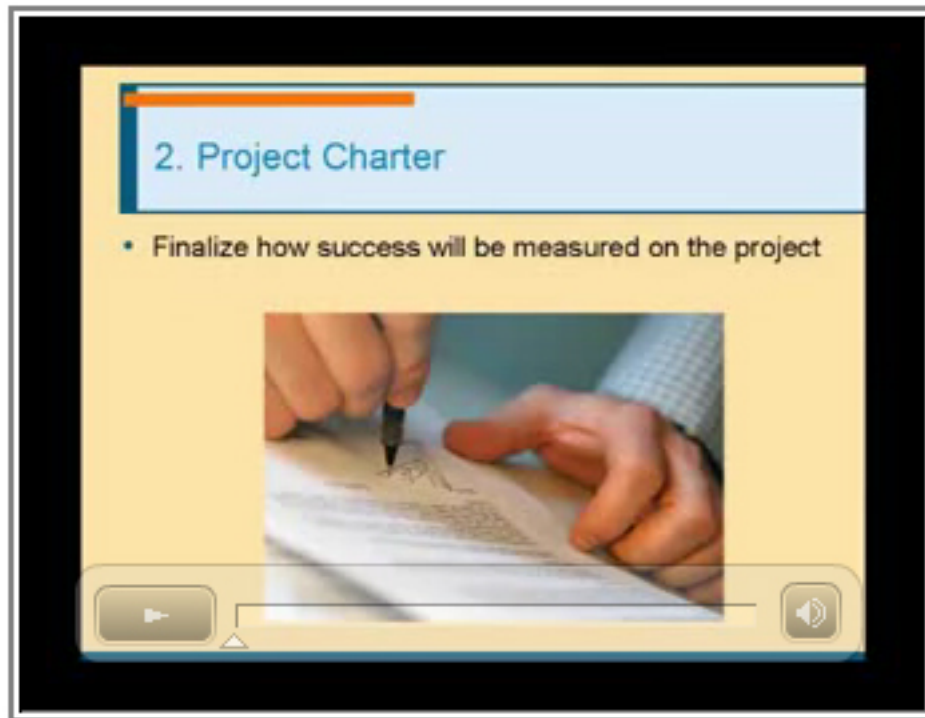 2. Project Charter
• Finalize how success will be measured on the project